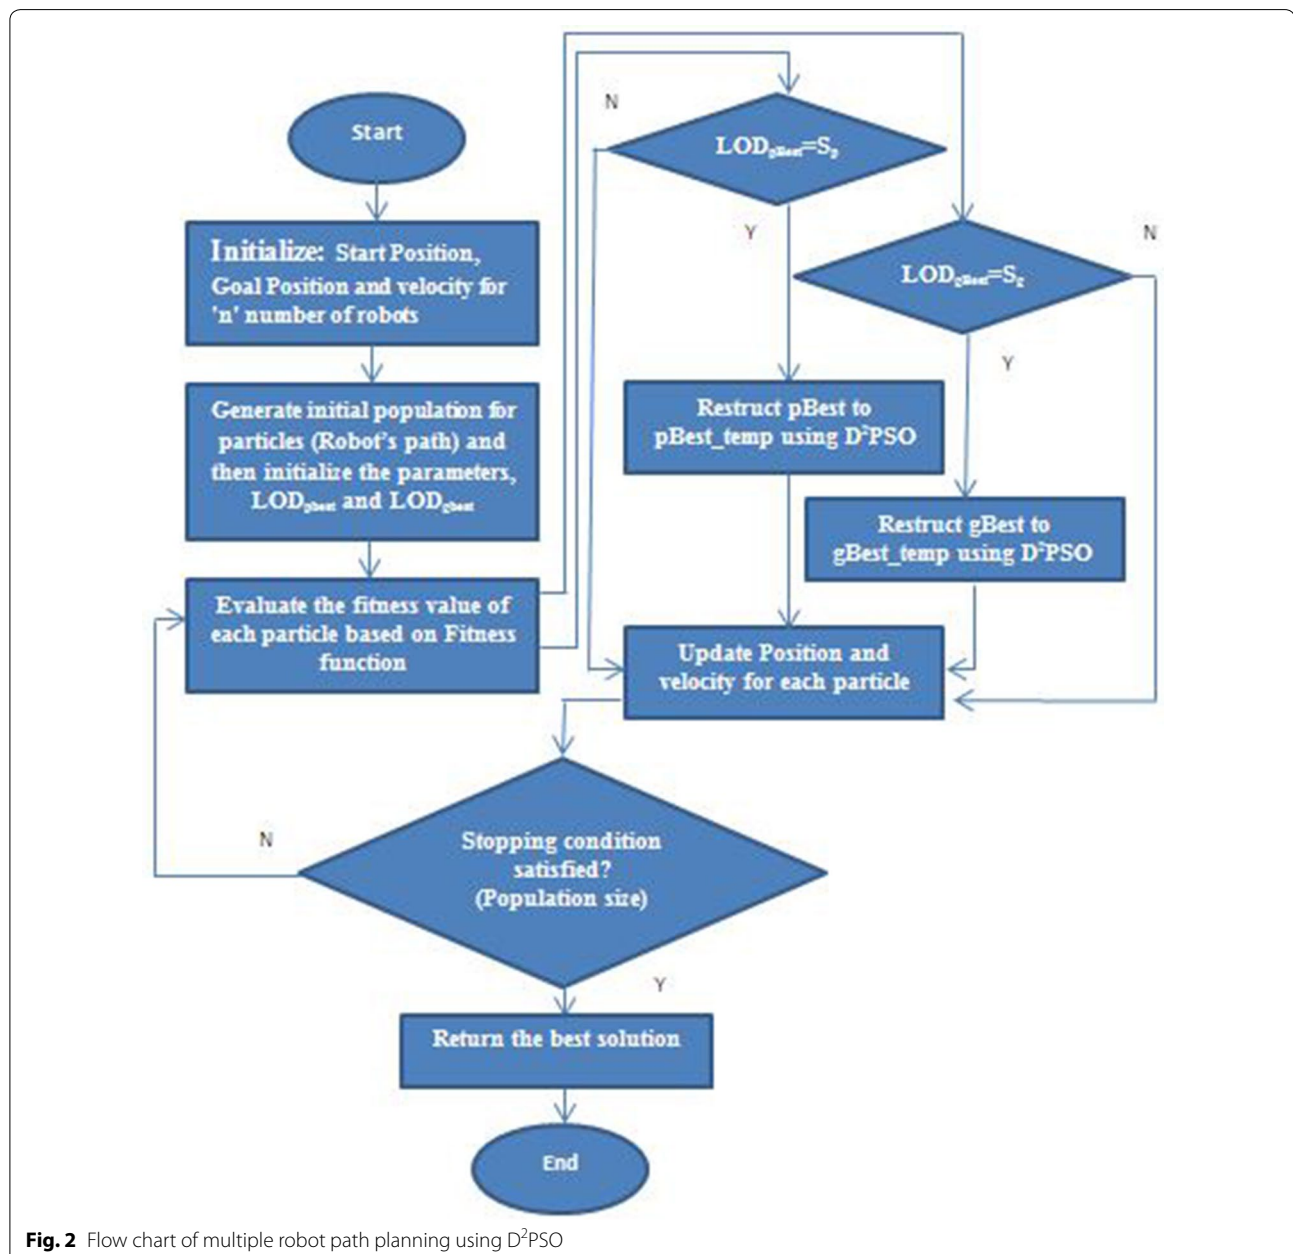 Start
Initialize: Start Position,
Goal Position and velocity for
'n' number of robots
Generate initial population for
particles (Robot's path) and
then initialize the parameters,
LODpbest and LODgbest
Evaluate the fitness value of
each particle based on Fitness
function
N
LODgBest=Sp
Y
LODgBest=Sg
N
Y
Restruct pBest to
pBest_temp using D²PSO
Restruct gBest to
gBest_temp using D²PSO
Update Position and
velocity for each particle
Stopping condition
satisfied?
(Population size)
N
Y
Return the best solution
End
Fig. 2 Flow chart of multiple robot path planning using D²PSO